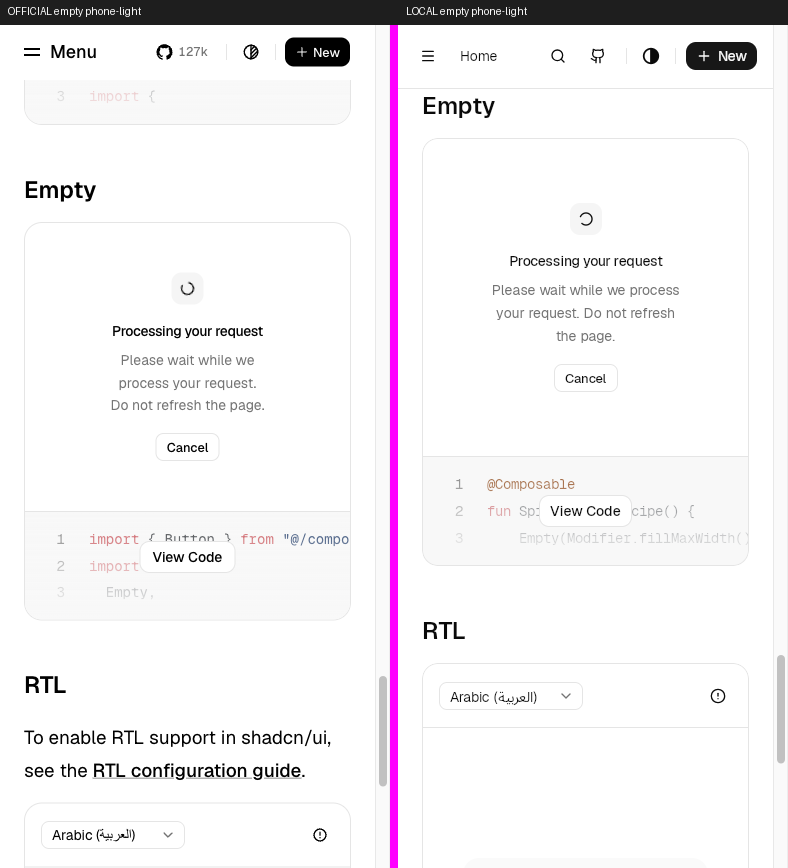 OFFICIAL empty phone-light
Menu
127k
New
3 import {
Empty
Processing your request
Please wait while we
process your request.
Do not refresh the page.
Cancel
1 import { Button } from "@/compo
2 import
View Code
3 Empty,
RTL
To enable RTL support in shadcn/ui,
see the RTL configuration guide.
Arabic (العربية)
LOCAL empty phone-light
Home
New
Empty
Processing your request
Please wait while we process
your request. Do not refresh
the page.
Cancel
1 @Composable
2 fun Spi
View Code
cipe() {
3 Empty(Modifier.fillMaxWidth()
RTL
Arabic (العربية)